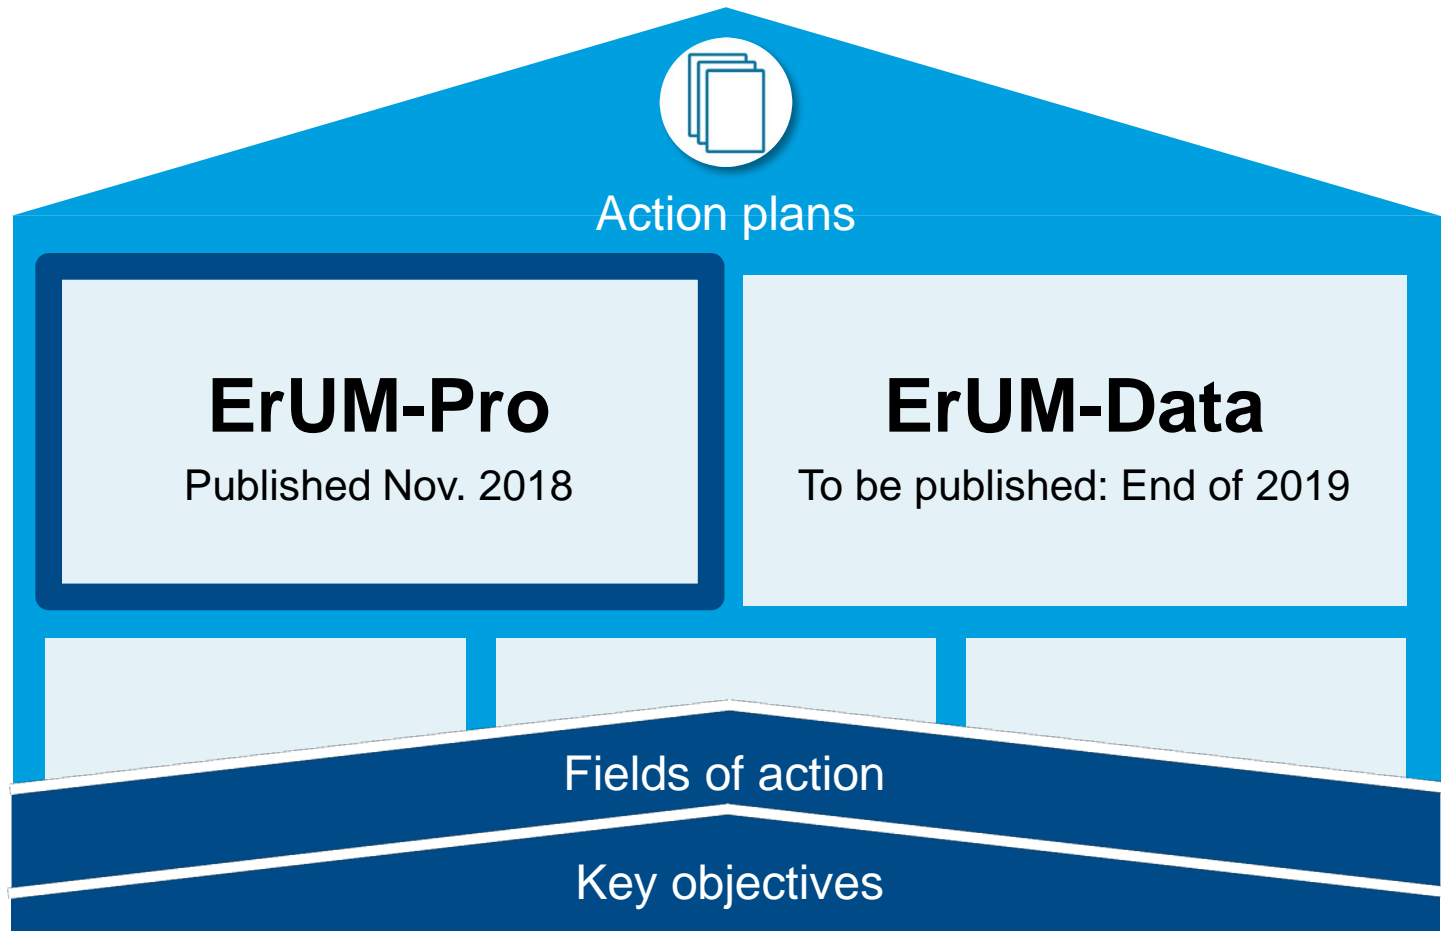 Action plans
ErUM-Pro
Published Nov. 2018
ErUM-Data
To be published: End of 2019
Fields of action
Key objectives